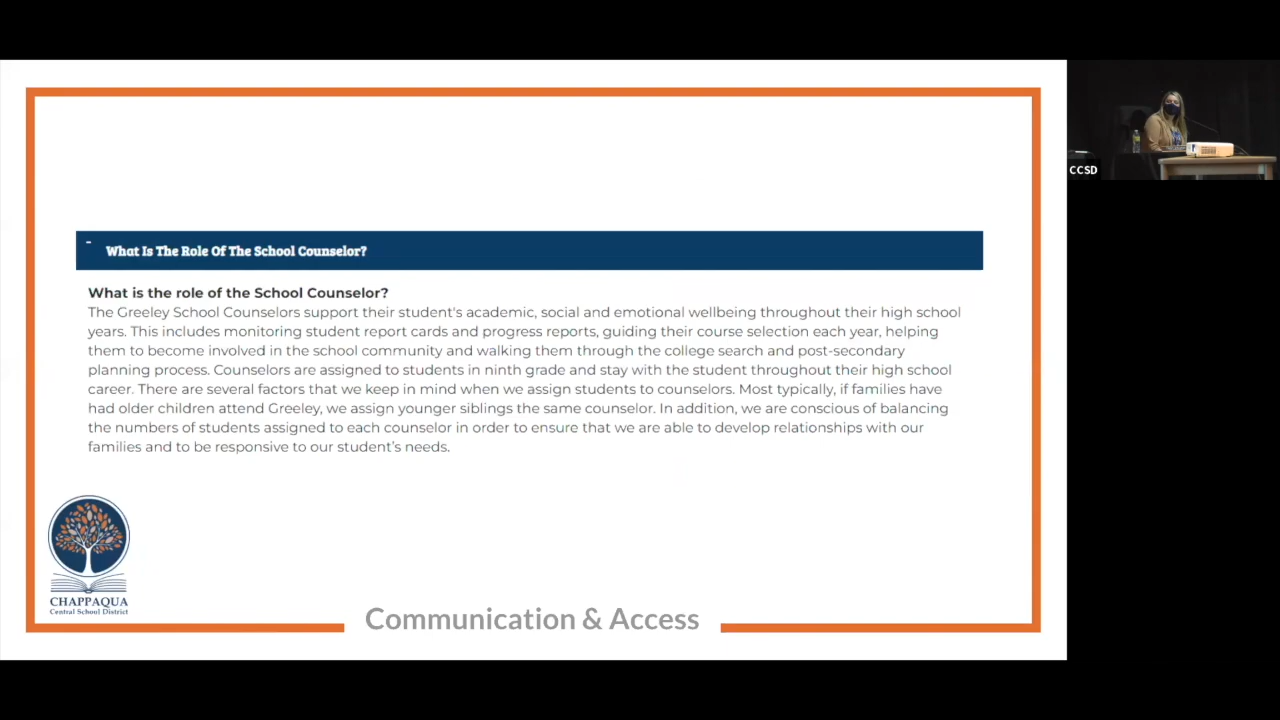 What Is The Role Of The School Counselor?
What is the role of the School Counselor?
The Greeley School Counselors support their student's academic, social and emotional wellbeing throughout their high school
years. This includes monitoring student report cards and progress reports, guiding their course selection each year, helping
them to become involved in the school community and walking them through the college search and post-secondary
planning process. Counselors are assigned to students in ninth grade and stay with the student throughout their high school
career. There are several factors that we keep in mind when we assign students to counselors. Most typically, if families have
had older children attend Greeley, we assign younger siblings the same counselor. In addition, we are conscious of balancing
the numbers of students assigned to each counselor in order to ensure that we are able to develop relationships with our
families and to be responsive to our student’s needs.
CHAPPAQUA
Central School District
Communication & Access
CCSD